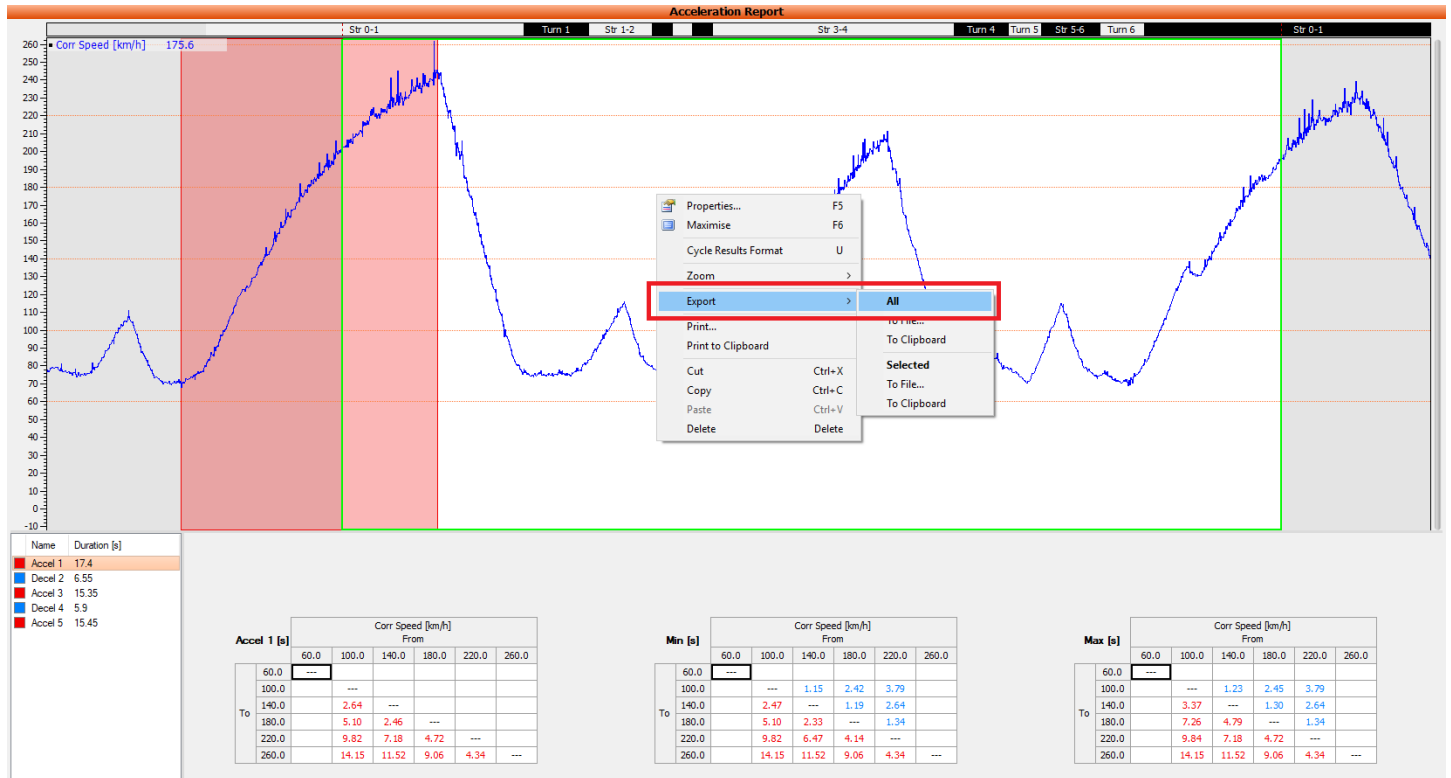 Acceleration Report
Str 0-1 Turn 1 Str 1-2 Str 3-4 Turn 4 Turn 5 Str 5-6 Turn 6 Str 0-1
Corr Speed [km/h] 175.6
260
250
240
230
220
210
200
190
180
170
160
150
140
130
120
110
100
90
80
70
60
50
40
30
20
10
0
-10
Properties... F5
Maximise F6
Cycle Results Format U
Zoom >
Export >
Print...
Print to Clipboard
Cut Ctrl+X
Copy Ctrl+C
Paste Ctrl+V
Delete Delete
All
To File...
To Clipboard
Selected
To File...
To Clipboard
Name Duration [s]
Accel 1 17.4
Decel 2 6.55
Accel 3 15.35
Decel 4 5.9
Accel 5 15.45
Accel 1 [s]
Corr Speed [km/h]
From
60.0 100.0 140.0 180.0 220.0 260.0
To
60.0 ---
100.0 ---
140.0 2.64 ---
180.0 5.10 2.46 ---
220.0 9.82 7.18 4.72 ---
260.0 14.15 11.52 9.06 4.34 ---
Min [s]
Corr Speed [km/h]
From
60.0 100.0 140.0 180.0 220.0 260.0
To
60.0 ---
100.0 --- 1.15 2.42 3.79
140.0 2.47 --- 1.19 2.64
180.0 5.10 2.33 --- 1.34
220.0 9.82 6.47 4.14 ---
260.0 14.15 11.52 9.06 4.34 ---
Max [s]
Corr Speed [km/h]
From
60.0 100.0 140.0 180.0 220.0 260.0
To
60.0 ---
100.0 --- 1.23 2.45 3.79
140.0 3.37 --- 1.30 2.64
180.0 7.26 4.79 --- 1.34
220.0 9.84 7.18 4.72 ---
260.0 14.15 11.52 9.06 4.34 ---